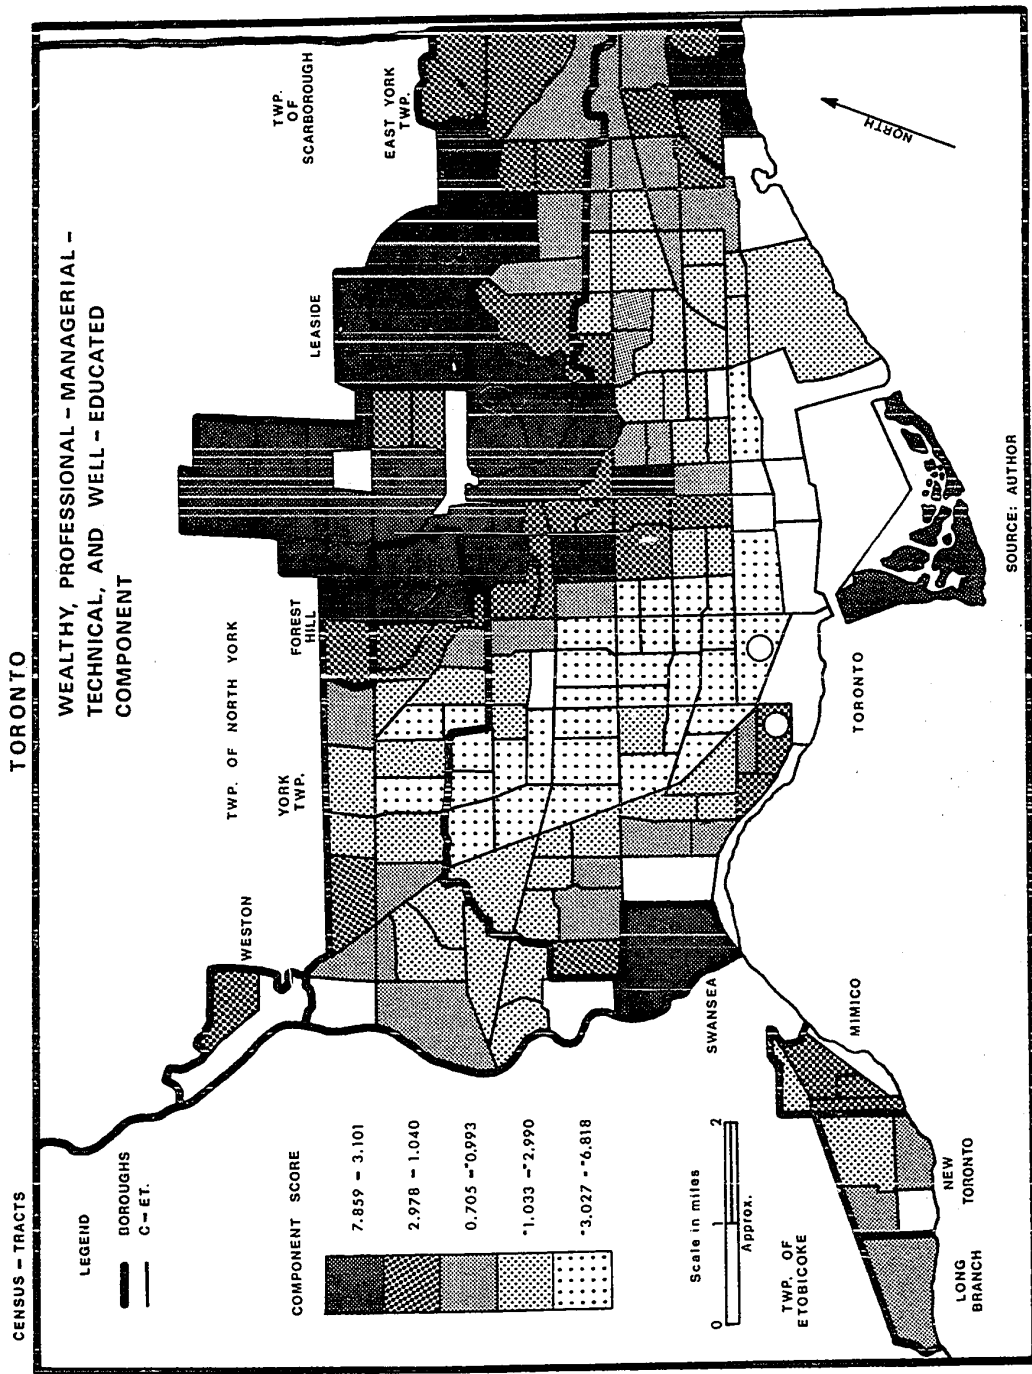 TORONTO
CENSUS – TRACTS
WEALTHY, PROFESSIONAL – MANAGERIAL –
TECHNICAL, AND WELL – EDUCATED
COMPONENT
LEGEND
BOROUGHS
C – ET.
COMPONENT SCORE
7.859 – 3.101
2.978 – 1.040
0.705 –⁻0.993
⁻1.033 –⁻2.990
⁻3.027 –⁻6.818
Scale in miles
0 1 2
Approx.
WESTON
TWP. OF NORTH YORK
YORK
TWP.
FOREST
HILL
LEASIDE
TWP.
OF
SCARBOROUGH
EAST YORK
TWP.
NORTH
SWANSEA
MIMICO
TORONTO
TWP. OF
ETOBICOKE
NEW
TORONTO
LONG
BRANCH
SOURCE: AUTHOR